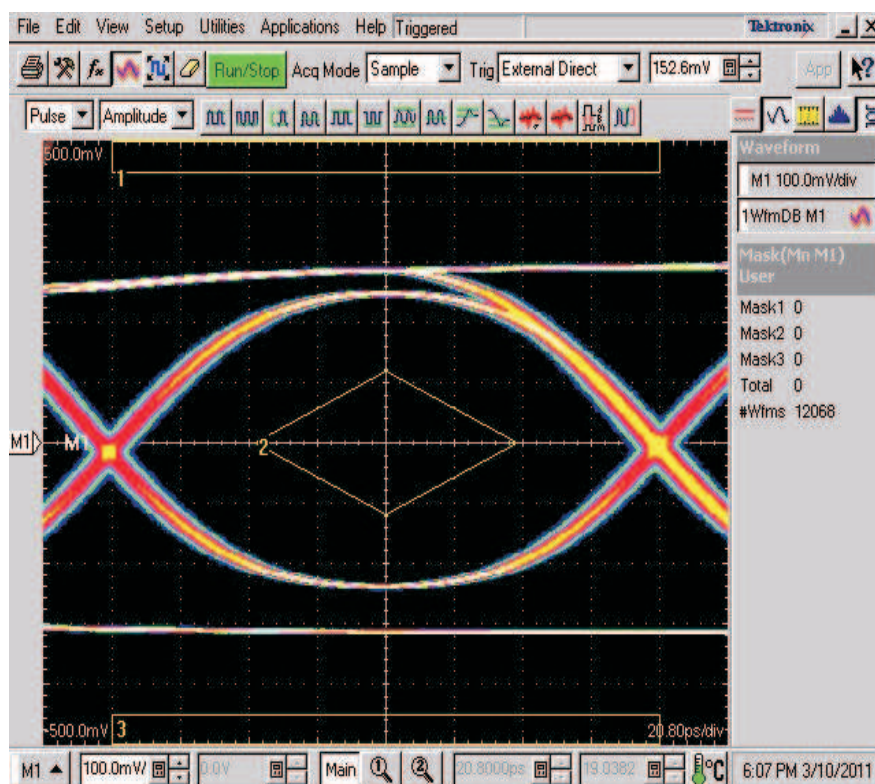 File Edit View Setup Utilities Applications Help Triggered Tektronix
Run/Stop Acq Mode Sample Trig External Direct 152.6mV App
Pulse Amplitude
500.0mV
1
Waveform
M1 100.0mV/div
1WfmDB M1
Mask(Mn M1)
User
Mask1 0
Mask2 0
Mask3 0
Total 0
#Wfms 12068
M1 M1 2
-500.0mV 3 20.80ps/div
M1 100.0mV/ 0.0V Main 1 2 20.8000ps 19.0382 °C 6:07 PM 3/10/2011